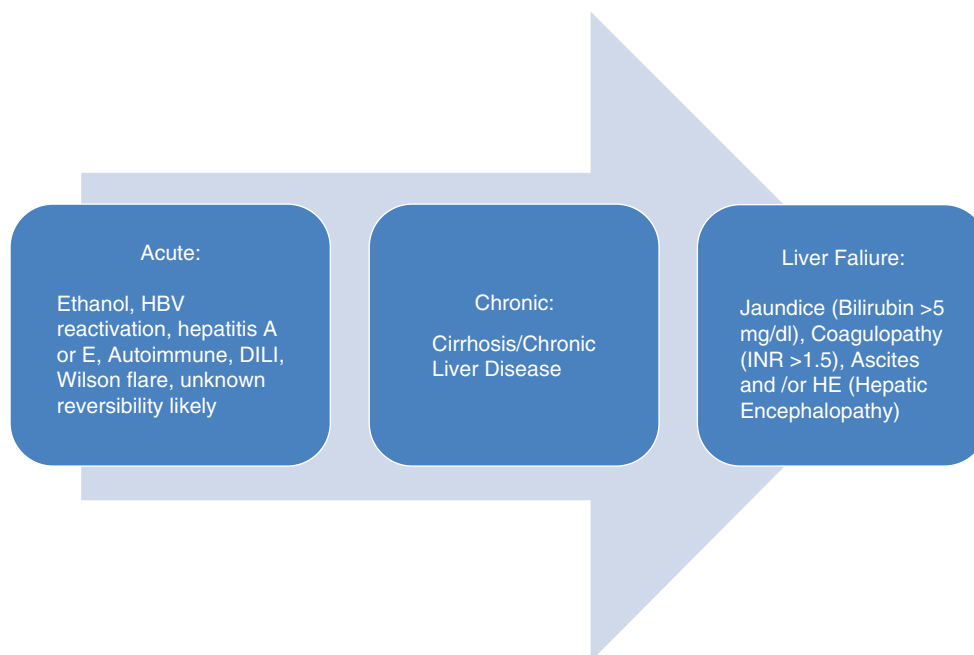 Acute:
Ethanol, HBV
reactivation, hepatitis A
or E, Autoimmune, DILI,
Wilson flare, unknown
reversibility likely
Chronic:
Cirrhosis/Chronic
Liver Disease
Liver Faliure:
Jaundice (Bilirubin >5
mg/dl), Coagulopathy
(INR >1.5), Ascites
and /or HE (Hepatic
Encephalopathy)